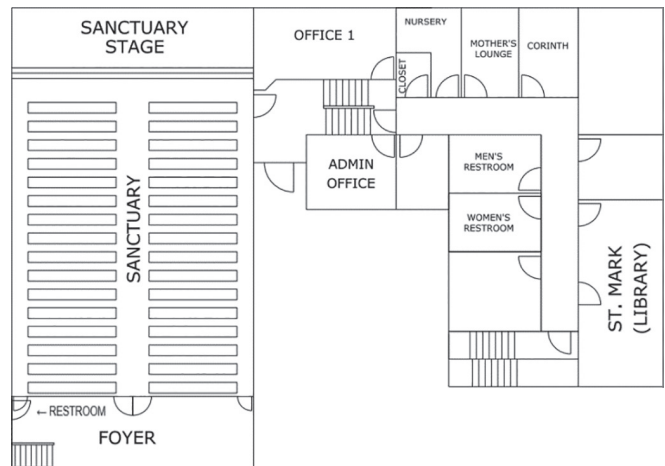 SANCTUARY
STAGE
OFFICE 1
NURSERY
CLOSET
MOTHER'S
LOUNGE
CORINTH
ADMIN
OFFICE
MEN'S
RESTROOM
WOMEN'S
RESTROOM
SANCTUARY
ST. MARK
(LIBRARY)
← RESTROOM
FOYER